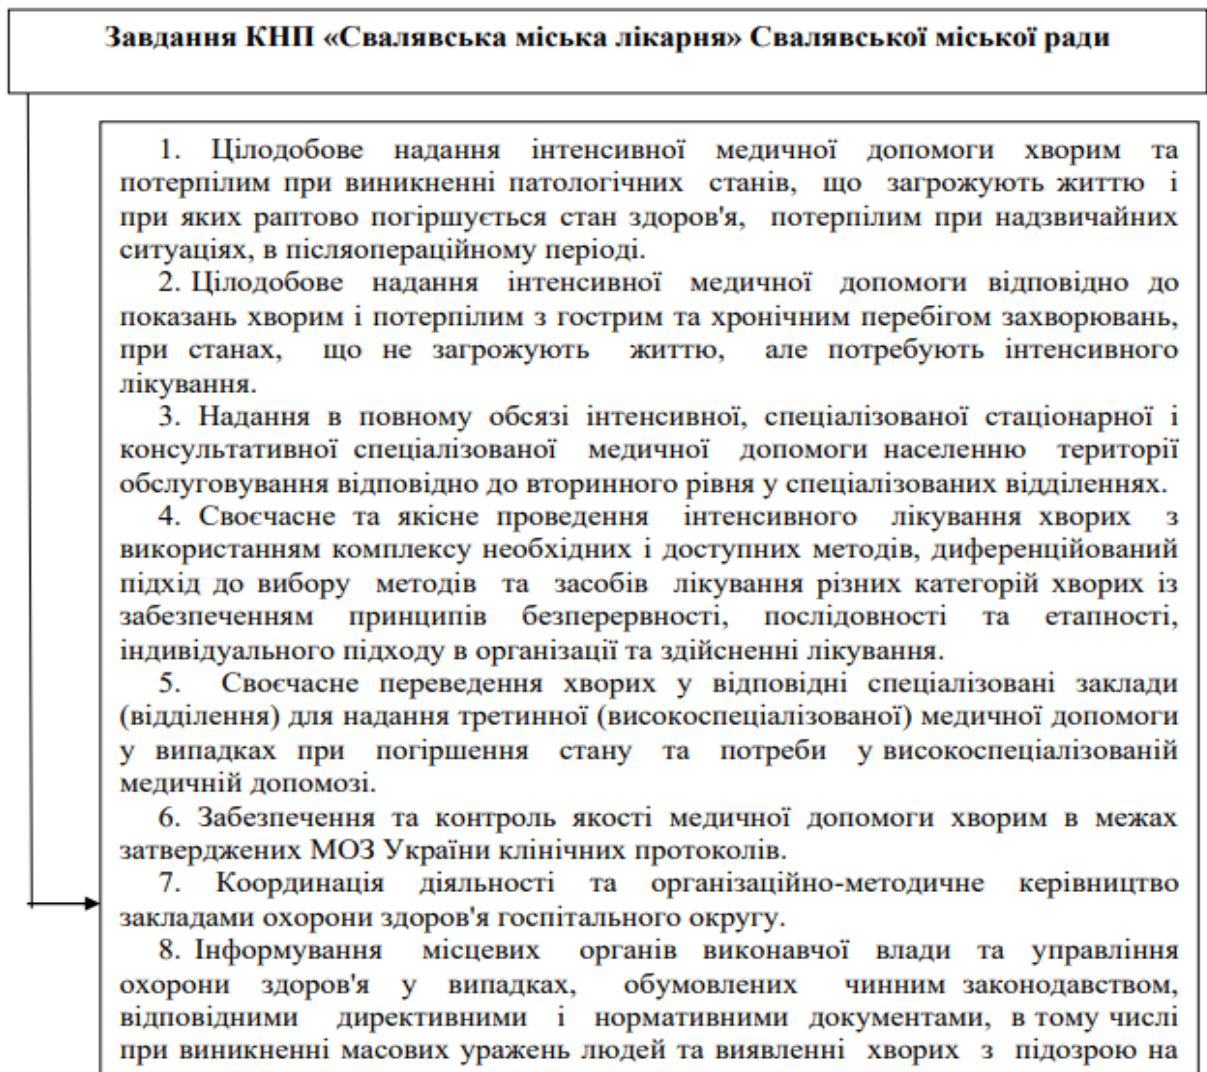 Завдання КНП «Свалявська міська лікарня» Свалявської міської ради
1. Цілодобове надання інтенсивної медичної допомоги хворим та
потерпілим при виникненні патологічних станів, що загрожують життю і
при яких раптово погіршується стан здоров'я, потерпілим при надзвичайних
ситуаціях, в післяопераційному періоді.
2. Цілодобове надання інтенсивної медичної допомоги відповідно до
показань хворим і потерпілим з гострим та хронічним перебігом захворювань,
при станах, що не загрожують життю, але потребують інтенсивного
лікування.
3. Надання в повному обсязі інтенсивної, спеціалізованої стаціонарної і
консультативної спеціалізованої медичної допомоги населенню території
обслуговування відповідно до вторинного рівня у спеціалізованих відділеннях.
4. Своєчасне та якісне проведення інтенсивного лікування хворих з
використанням комплексу необхідних і доступних методів, диференційований
підхід до вибору методів та засобів лікування різних категорій хворих із
забезпеченням принципів безперервності, послідовності та етапності,
індивідуального підходу в організації та здійсненні лікування.
5. Своєчасне переведення хворих у відповідні спеціалізовані заклади
(відділення) для надання третинної (високоспеціалізованої) медичної допомоги
у випадках при погіршення стану та потреби у високоспеціалізованій
медичній допомозі.
6. Забезпечення та контроль якості медичної допомоги хворим в межах
затверджених МОЗ України клінічних протоколів.
7. Координація діяльності та організаційно-методичне керівництво
закладами охорони здоров'я госпітального округу.
8. Інформування місцевих органів виконавчої влади та управління
охорони здоров'я у випадках, обумовлених чинним законодавством,
відповідними директивними і нормативними документами, в тому числі
при виникненні масових уражень людей та виявленні хворих з підозрою на